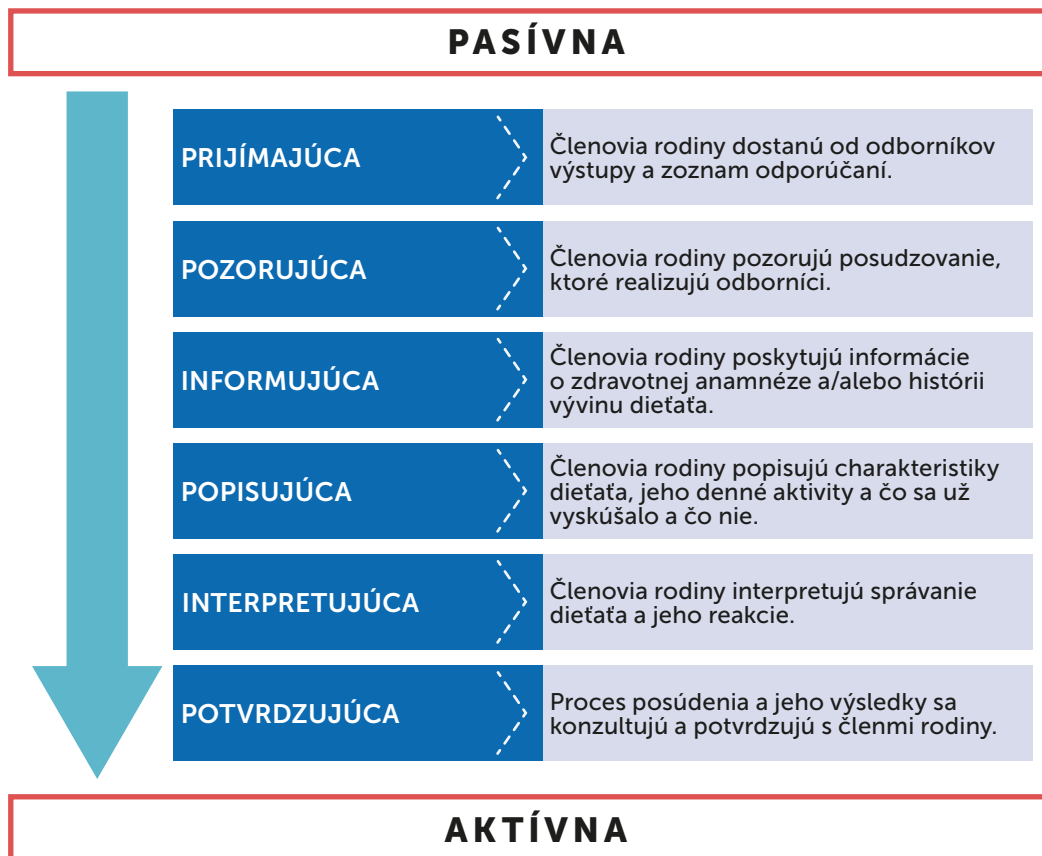 PASÍVNA
PRIJÍMAJÚCA
Členovia rodiny dostanú od odborníkov
výstupy a zoznam odporúčaní.
POZORUJÚCA
Členovia rodiny pozorujú posudzovanie,
ktoré realizujú odborníci.
INFORMUJÚCA
Členovia rodiny poskytujú informácie
o zdravotnej anamnéze a/alebo histórii
vývinu dieťaťa.
POPISUJÚCA
Členovia rodiny popisujú charakteristiky
dieťaťa, jeho denné aktivity a čo sa už
vyskúšalo a čo nie.
INTERPRETUJÚCA
Členovia rodiny interpretujú správanie
dieťaťa a jeho reakcie.
POTVRDZUJÚCA
Proces posúdenia a jeho výsledky sa
konzultujú a potvrdzujú s členmi rodiny.
AKTÍVNA